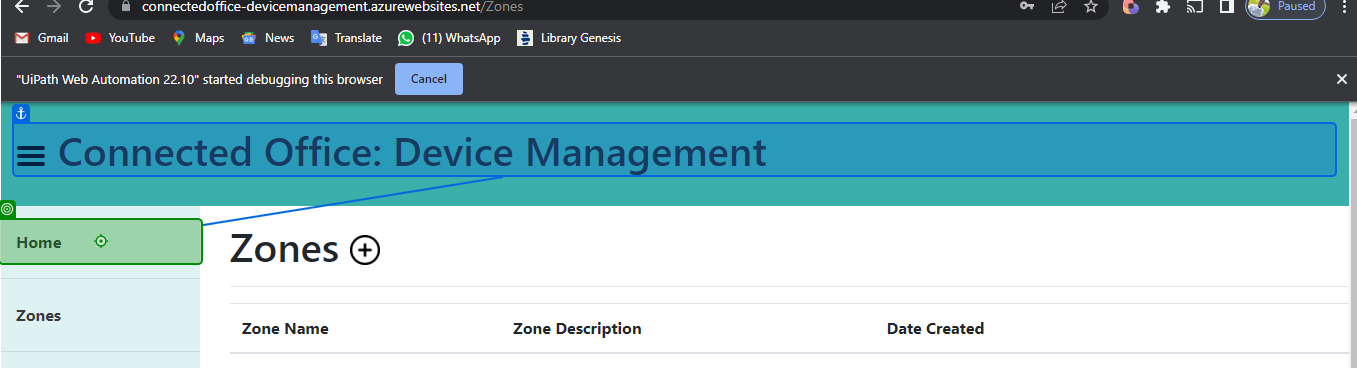 connectedoffice-devicemanagement.azurewebsites.net/Zones
Paused
Gmail YouTube Maps News Translate (11) WhatsApp Library Genesis
"UiPath Web Automation 22.10" started debugging this browser Cancel
Connected Office: Device Management
Home
Zones
Zones
Zone Name Zone Description Date Created